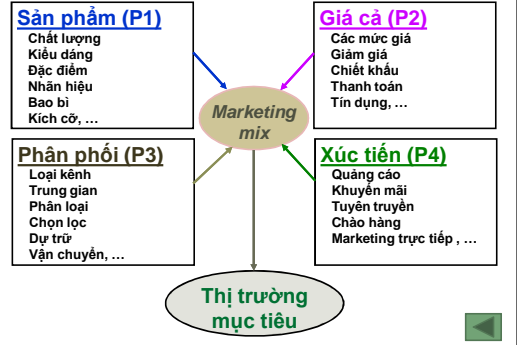 Sản phẩm (P1)
Chất lượng
Kiểu dáng
Đặc điểm
Nhãn hiệu
Bao bì
Kích cỡ, …
Giá cả (P2)
Các mức giá
Giảm giá
Chiết khấu
Thanh toán
Tín dụng, …
Marketing
mix
Phân phối (P3)
Loại kênh
Trung gian
Phân loại
Chọn lọc
Dự trữ
Vận chuyển, …
Xúc tiến (P4)
Quảng cáo
Khuyến mãi
Tuyên truyền
Chào hàng
Marketing trực tiếp , …
Thị trường
mục tiêu